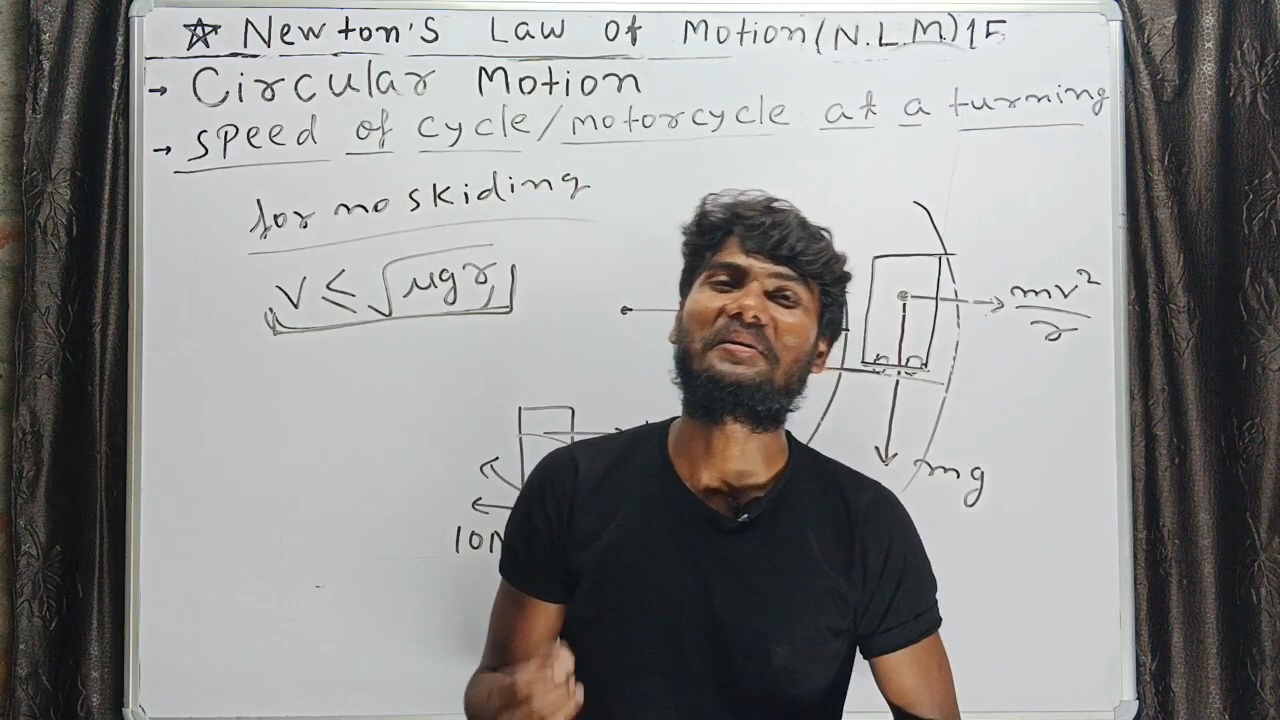 ☆ Newton's Law of Motion (N.L.M.) 15
→ Circular Motion
→ speed of cycle/motorcycle at a turning
for no skiding
v ≤ √μgr
mv²/r
mg
10N